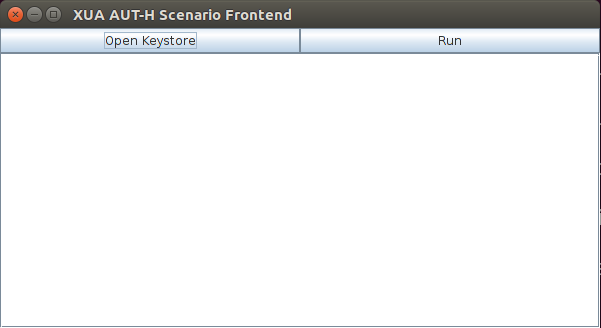 XUA AUT-H Scenario Frontend
Open Keystore Run